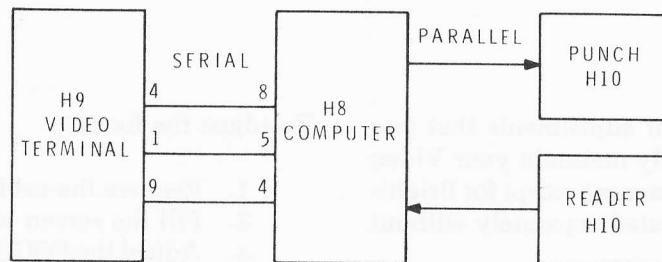 SERIAL
PARALLEL
H9
VIDEO
TERMINAL
4
1
9
8
5
4
H8
COMPUTER
PUNCH
H10
READER
H10